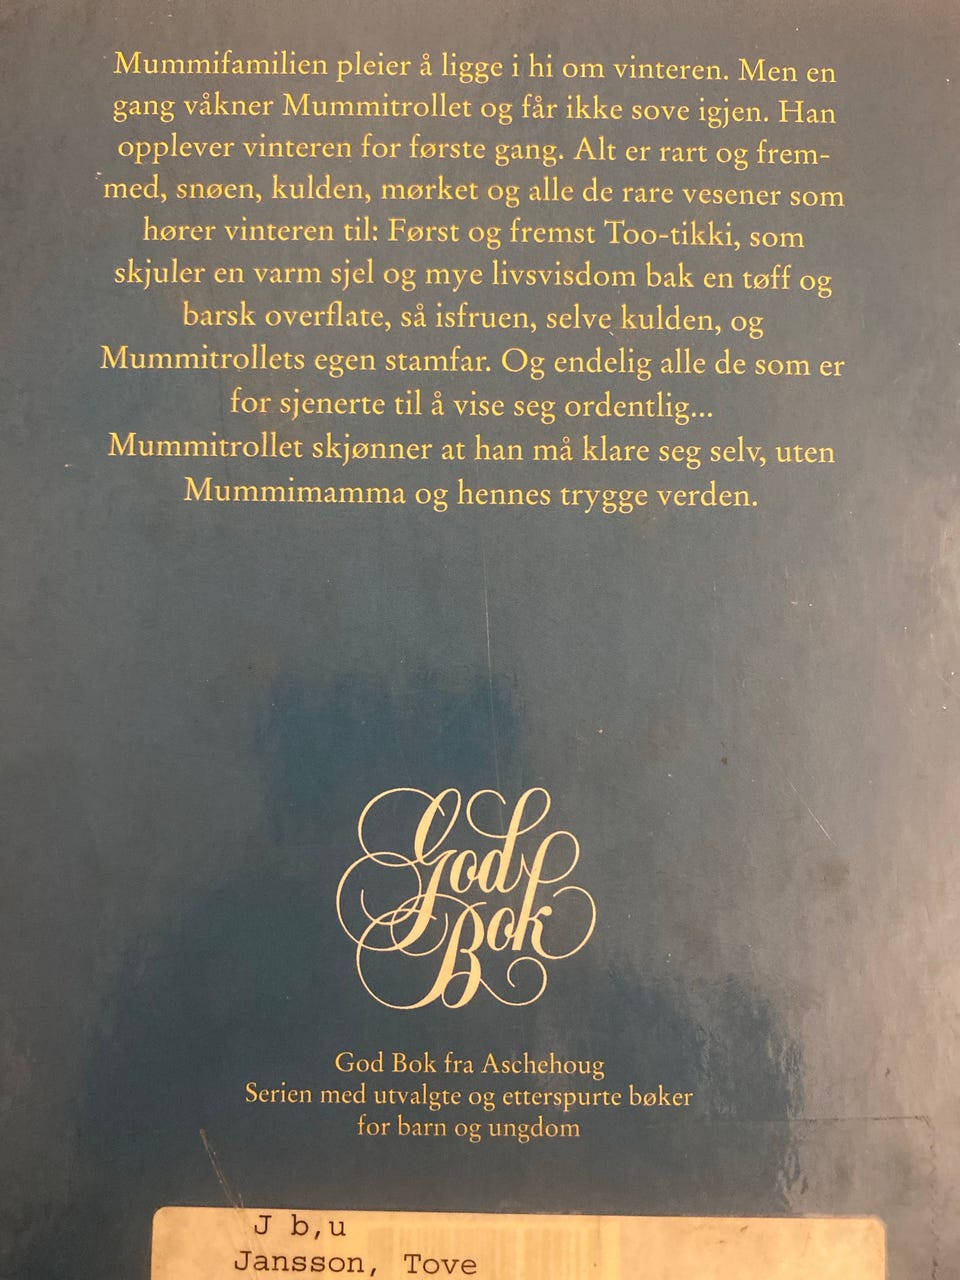 Mummifamilien pleier å ligge i hi om vinteren. Men en
gang våkner Mummitrollet og får ikke sove igjen. Han
opplever vinteren for første gang. Alt er rart og frem-
med, snøen, kulden, mørket og alle de rare vesener som
hører vinteren til: Først og fremst Too-tikki, som
skjuler en varm sjel og mye livsvisdom bak en tøff og
barsk overflate, så isfruen, selve kulden, og
Mummitrollets egen stamfar. Og endelig alle de som er
for sjenerte til å vise seg ordentlig...
Mummitrollet skjønner at han må klare seg selv, uten
Mummimamma og hennes trygge verden.
God
Bok
God Bok fra Aschehoug
Serien med utvalgte og etterspurte bøker
for barn og ungdom
J b,u
Jansson, Tove